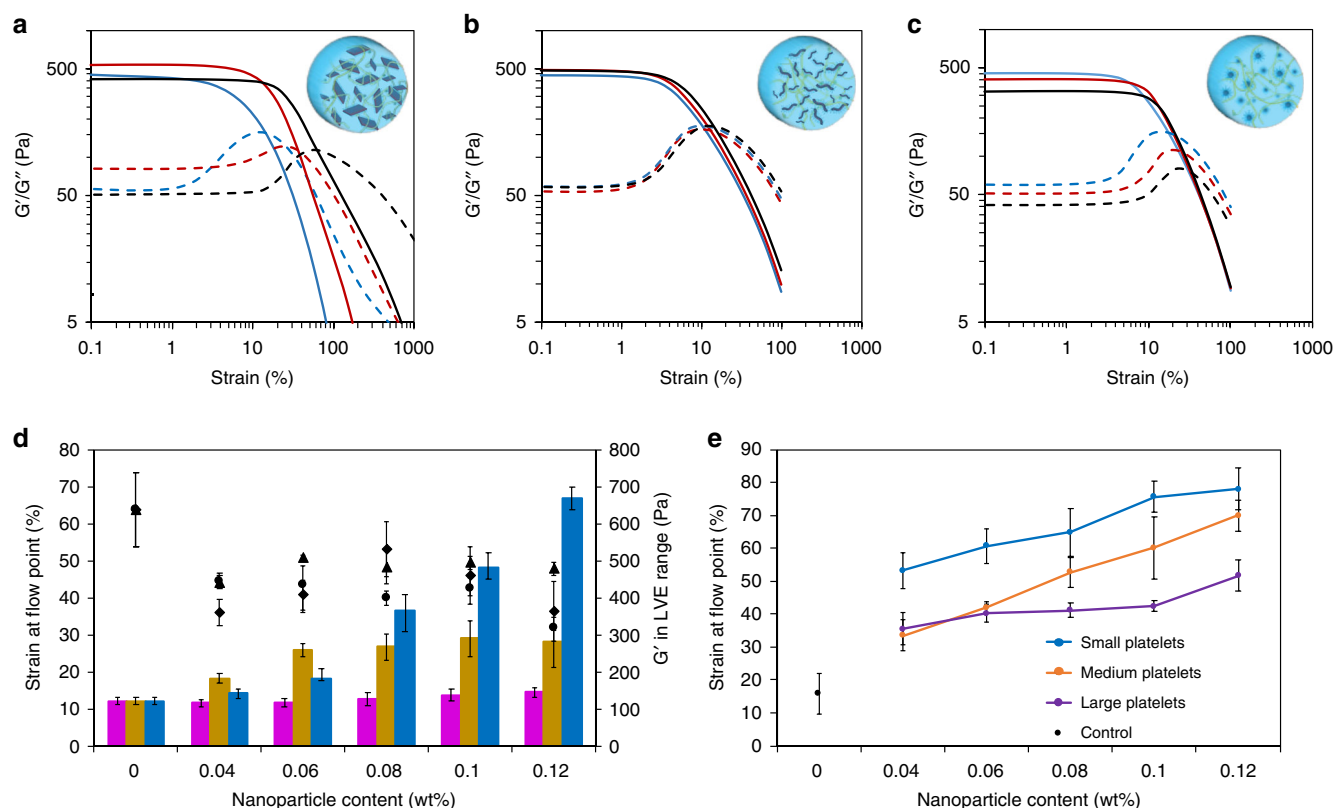 a
500
50
5
G′/G″ (Pa)
0.1 1 10 100 1000
Strain (%)
b
500
50
5
G′/G″ (Pa)
0.1 1 10 100 1000
Strain (%)
c
500
50
5
G′/G″ (Pa)
0.1 1 10 100 1000
Strain (%)
d
80
70
60
50
40
30
20
10
0
Strain at flow point (%)
800
700
600
500
400
300
200
100
0
G′ in LVE range (Pa)
0 0.04 0.06 0.08 0.1 0.12
Nanoparticle content (wt%)
e
90
80
70
60
50
40
30
20
10
0
Strain at flow point (%)
Small platelets
Medium platelets
Large platelets
Control
0 0.04 0.06 0.08 0.1 0.12
Nanoparticle content (wt%)